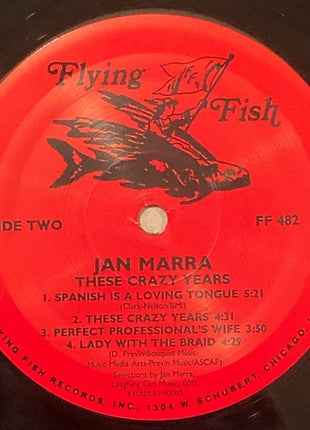 Flying
Fish
IDE TWO
FF 482
JAN MARRA
THESE CRAZY YEARS
1. SPANISH IS A LOVING TONGUE 5:21
(Clark-Nelson/BMI)
2. THESE CRAZY YEARS 4:31
3. PERFECT PROFESSIONAL'S WIFE 3:50
4. LADY WITH THE BRAID 4:29
(D. Previn/Bouquet Music-
Music Media Artes-Previn Music/ASCAP)
Selections by Jan Marra,
Laughing Girl Music, BMI,
except as noted
YING FISH RECORDS, INC. 1304 W. SCHUBERT, CHICAGO,